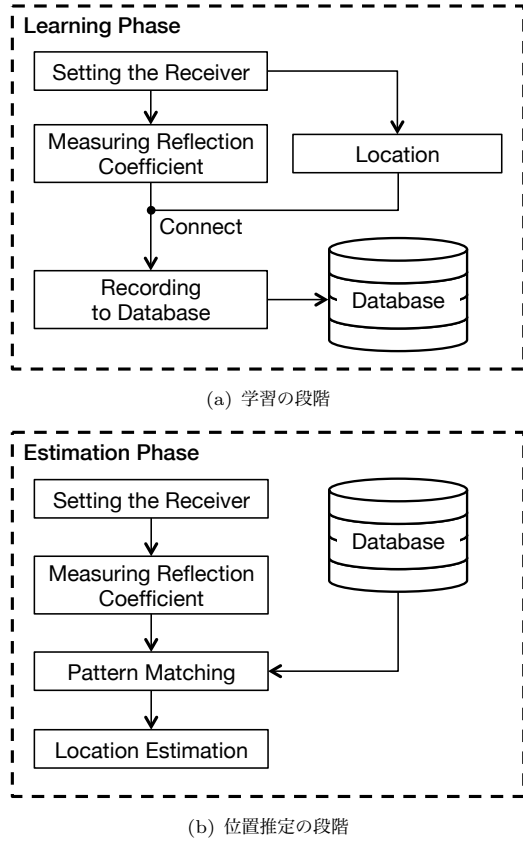 Learning Phase
Setting the Receiver
Measuring Reflection
Coefficient
Location
Connect
Recording
to Database
Database
(a) 学習の段階
Estimation Phase
Setting the Receiver
Database
Measuring Reflection
Coefficient
Pattern Matching
Location Estimation
(b) 位置推定の段階